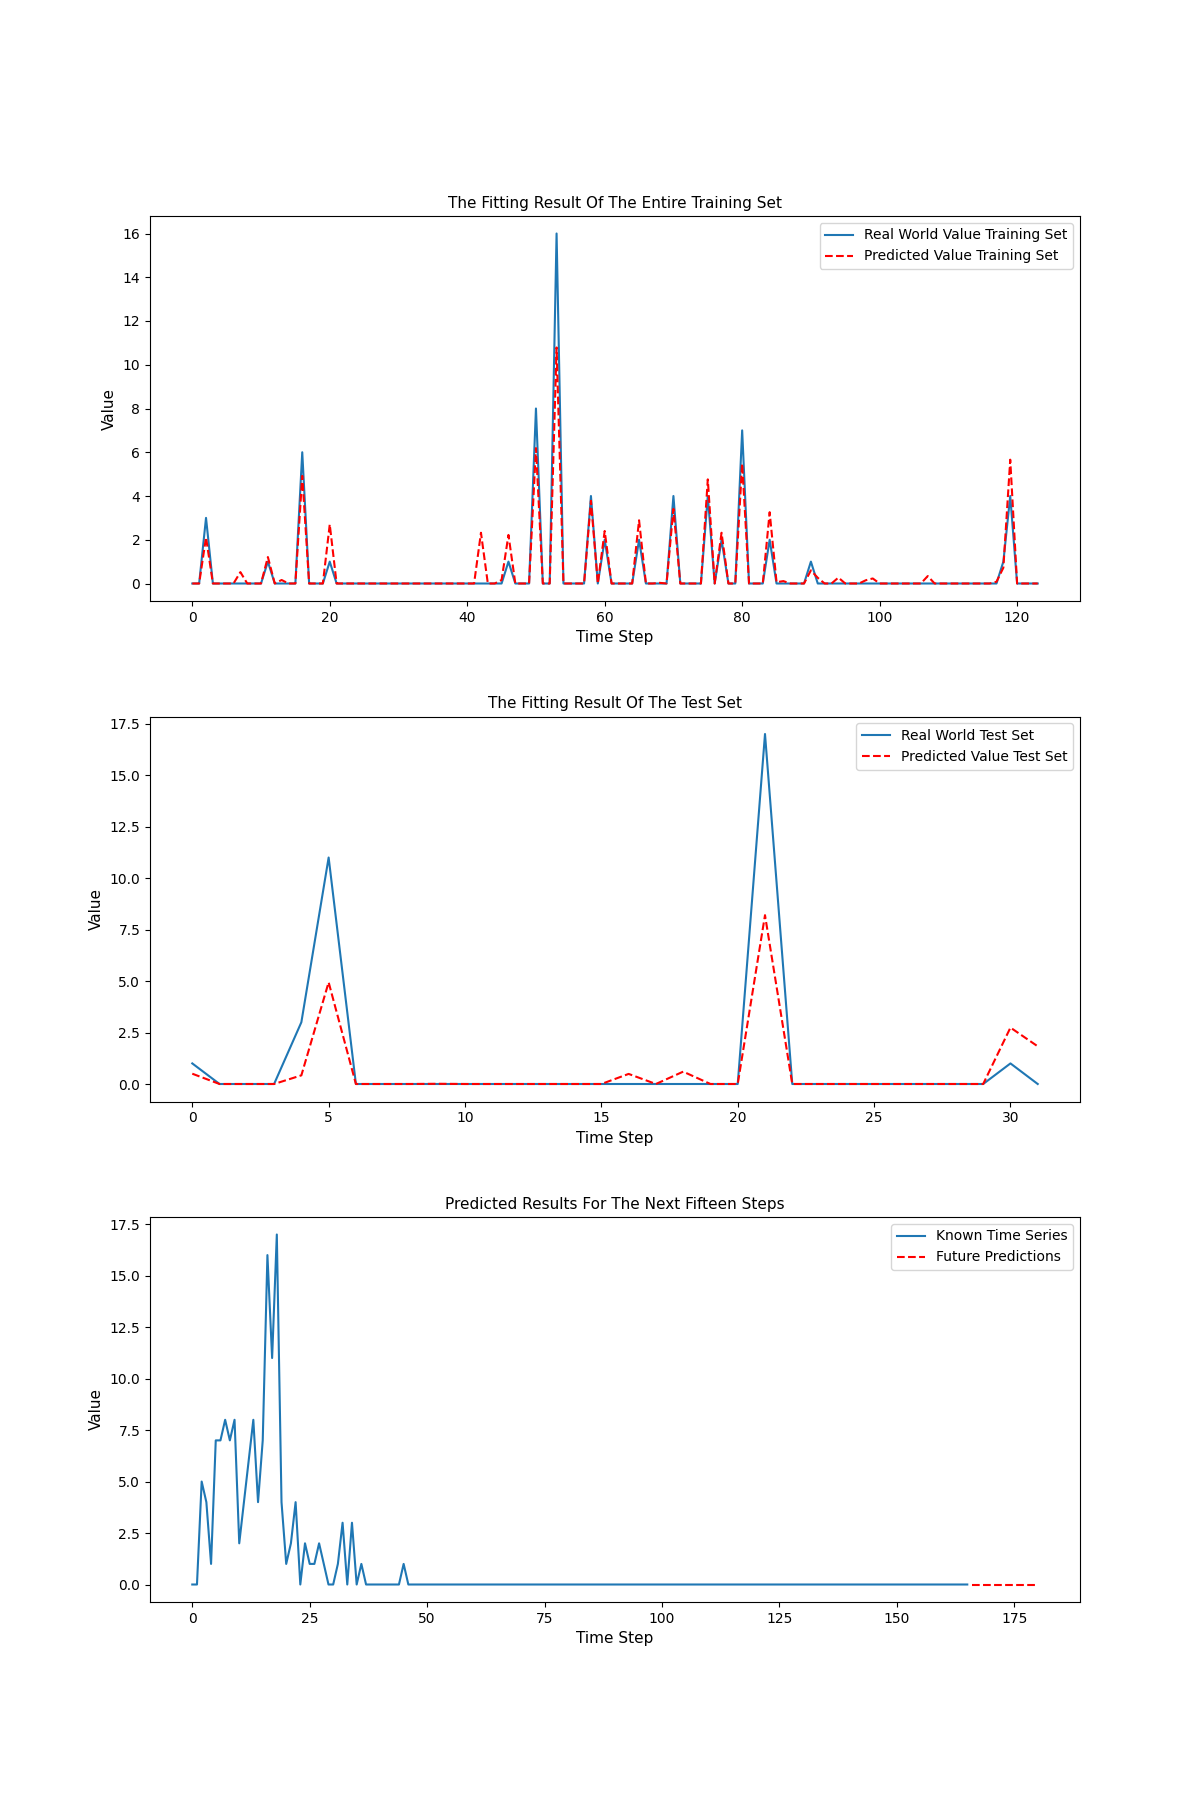 The Fitting Result Of The Entire Training Set
Real World Value Training Set
Predicted Value Training Set
Value
16
14
12
10
8
6
4
2
0
0 20 40 60 80 100 120
Time Step
The Fitting Result Of The Test Set
Real World Test Set
Predicted Value Test Set
Value
17.5
15.0
12.5
10.0
7.5
5.0
2.5
0.0
0 5 10 15 20 25 30
Time Step
Predicted Results For The Next Fifteen Steps
Known Time Series
Future Predictions
Value
17.5
15.0
12.5
10.0
7.5
5.0
2.5
0.0
0 25 50 75 100 125 150 175
Time Step